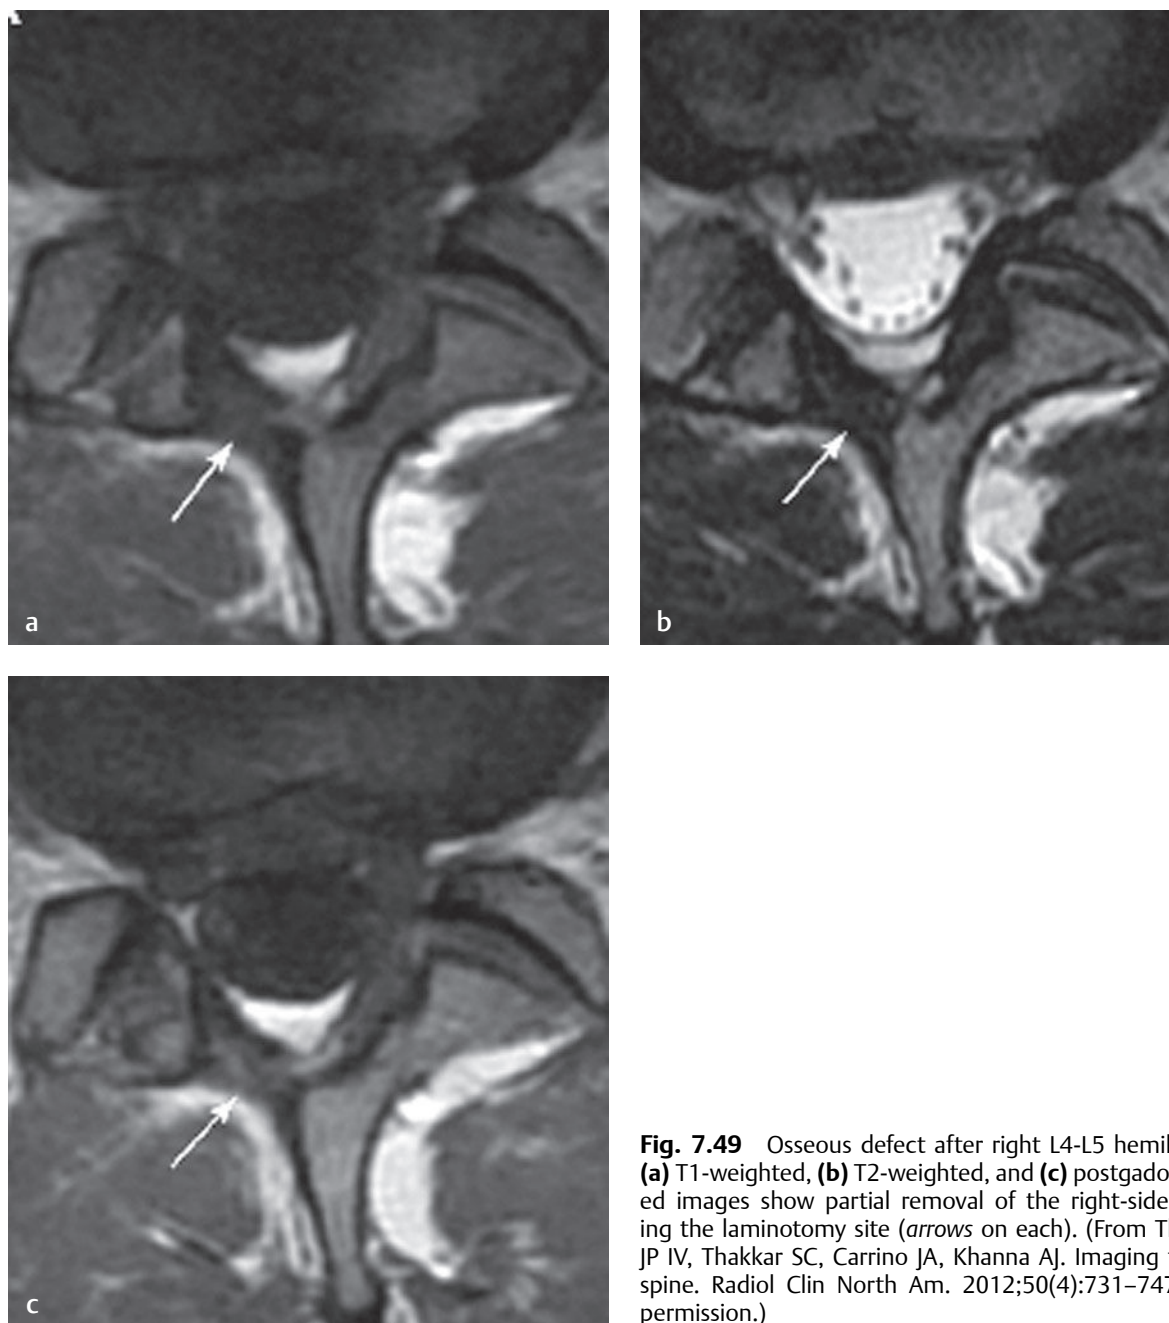 a
b
c
Fig. 7.49 Osseous defect after right L4-L5 hemil
(a) T1-weighted, (b) T2-weighted, and (c) postgado
ed images show partial removal of the right-side
ing the laminotomy site (arrows on each). (From T
JP IV, Thakkar SC, Carrino JA, Khanna AJ. Imaging
spine. Radiol Clin North Am. 2012;50(4):731–747
permission.)